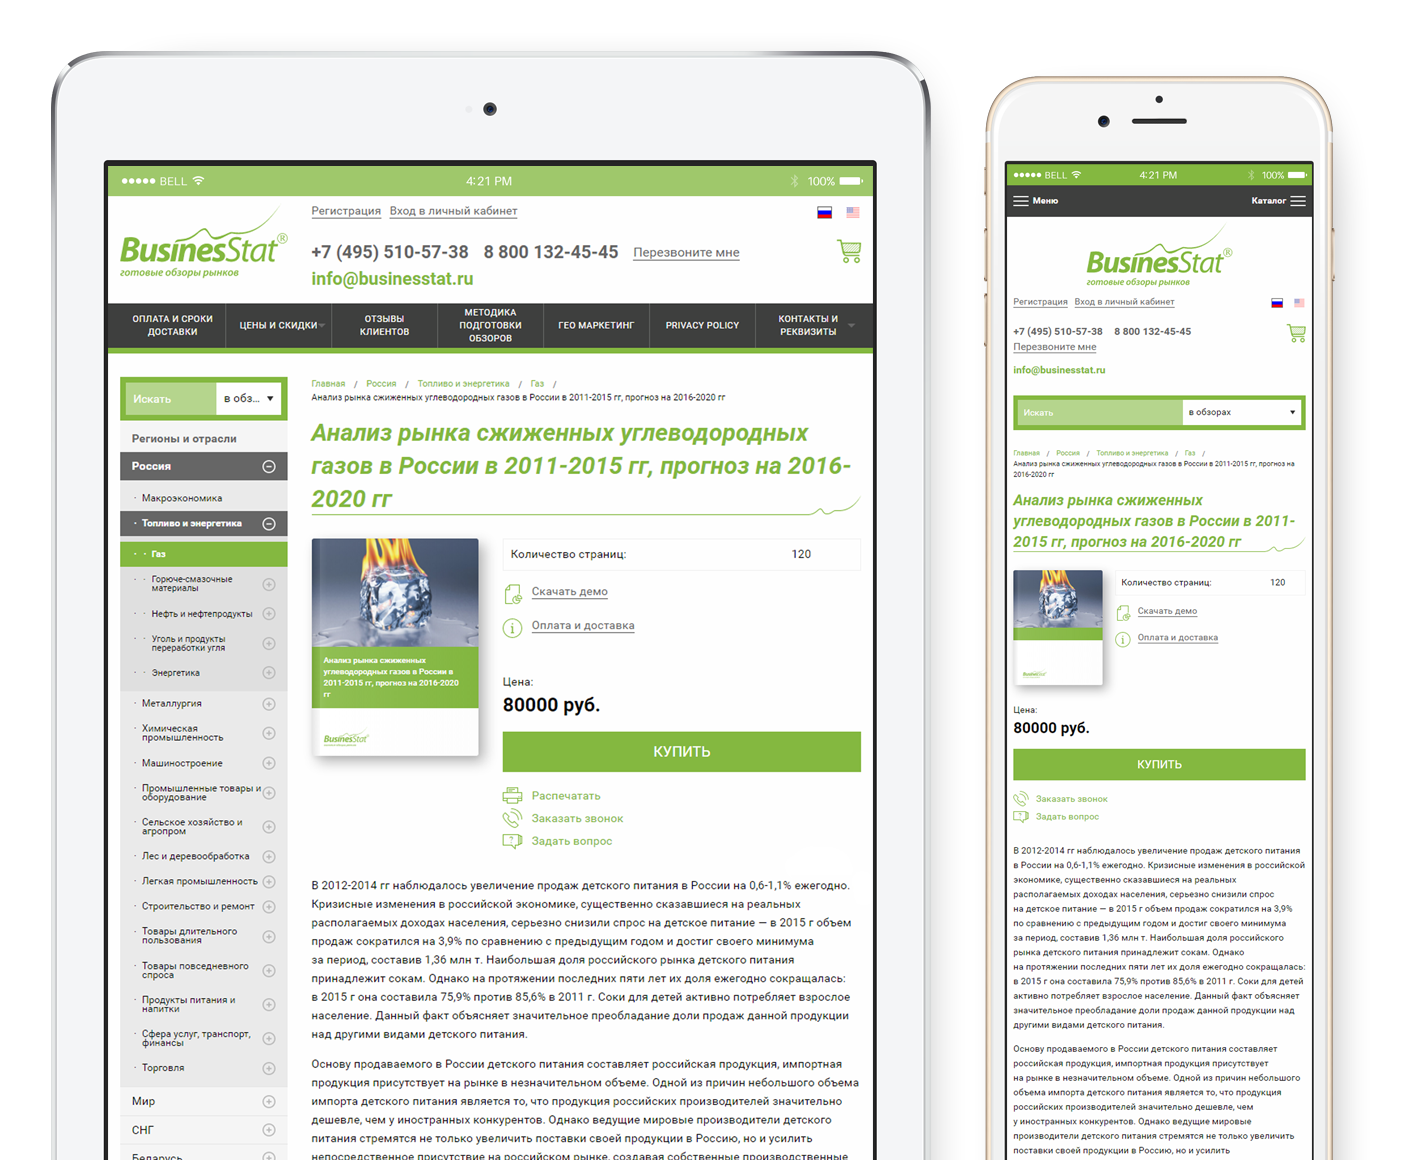 BELL
4:21 PM
100%
BusinesStat®
готовые обзоры рынков
Регистрация Вход в личный кабинет
+7 (495) 510-57-38 8 800 132-45-45 Перезвоните мне
info@businesstat.ru
ОПЛАТА И СРОКИ
ДОСТАВКИ
ЦЕНЫ И СКИДКИ
ОТЗЫВЫ
КЛИЕНТОВ
МЕТОДИКА
ПОДГОТОВКИ
ОБЗОРОВ
ГЕО МАРКЕТИНГ
PRIVACY POLICY
КОНТАКТЫ И
РЕКВИЗИТЫ
Искать
в обз...
Регионы и отрасли
Россия
· Макроэкономика
· Топливо и энергетика
· · Газ
· · Горюче-смазочные
материалы
· · Нефть и нефтепродукты
· · Уголь и продукты
переработки угля
· · Энергетика
· Металлургия
· Химическая
промышленность
· Машиностроение
· Промышленные товары и
оборудование
· Сельское хозяйство и
агропром
· Лес и деревообработка
· Легкая промышленность
· Строительство и ремонт
· Товары длительного
пользования
· Товары повседневного
спроса
· Продукты питания и
напитки
· Сфера услуг, транспорт,
финансы
· Торговля
Мир
СНГ
Беларусь
Главная / Россия / Топливо и энергетика / Газ /
Анализ рынка сжиженных углеводородных газов в России в 2011-2015 гг, прогноз на 2016-2020 гг
Анализ рынка сжиженных углеводородных
газов в России в 2011-2015 гг, прогноз на 2016-
2020 гг
Анализ рынка сжиженных
углеводородных газов в России в
2011-2015 гг, прогноз на 2016-2020
гг
BusinesStat
Количество страниц: 120
Скачать демо
Оплата и доставка
Цена:
80000 руб.
КУПИТЬ
Распечатать
Заказать звонок
Задать вопрос
В 2012-2014 гг наблюдалось увеличение продаж детского питания в России на 0,6-1,1% ежегодно.
Кризисные изменения в российской экономике, существенно сказавшиеся на реальных
располагаемых доходах населения, серьезно снизили спрос на детское питание — в 2015 г объем
продаж сократился на 3,9% по сравнению с предыдущим годом и достиг своего минимума
за период, составив 1,36 млн т. Наибольшая доля российского рынка детского питания
принадлежит сокам. Однако на протяжении последних пяти лет их доля ежегодно сокращалась:
в 2015 г она составила 75,9% против 85,6% в 2011 г. Соки для детей активно потребляет взрослое
население. Данный факт объясняет значительное преобладание доли продаж данной продукции
над другими видами детского питания.
Основу продаваемого в России детского питания составляет российская продукция, импортная
продукция присутствует на рынке в незначительном объеме. Одной из причин небольшого объема
импорта детского питания является то, что продукция российских производителей значительно
дешевле, чем у иностранных конкурентов. Однако ведущие мировые производители детского
питания стремятся не только увеличить поставки своей продукции в Россию, но и усилить
непосредственное присутствие на российском рынке, создавая собственные производственные
BELL
4:21 PM
100%
Меню
Каталог
BusinesStat®
готовые обзоры рынков
Регистрация Вход в личный кабинет
+7 (495) 510-57-38 8 800 132-45-45
Перезвоните мне
info@businesstat.ru
Искать
в обзорах
Главная / Россия / Топливо и энергетика / Газ /
Анализ рынка сжиженных углеводородных газов в России в 2011-2015 гг, прогноз на
2016-2020 гг
Анализ рынка сжиженных
углеводородных газов в России в 2011-
2015 гг, прогноз на 2016-2020 гг
BusinesStat
Количество страниц: 120
Скачать демо
Оплата и доставка
Цена:
80000 руб.
КУПИТЬ
Заказать звонок
Задать вопрос
В 2012-2014 гг наблюдалось увеличение продаж детского питания
в России на 0,6-1,1% ежегодно. Кризисные изменения в российской
экономике, существенно сказавшиеся на реальных
располагаемых доходах населения, серьезно снизили спрос
на детское питание — в 2015 г объем продаж сократился на 3,9%
по сравнению с предыдущим годом и достиг своего минимума
за период, составив 1,36 млн т. Наибольшая доля российского
рынка детского питания принадлежит сокам. Однако
на протяжении последних пяти лет их доля ежегодно сокращалась:
в 2015 г она составила 75,9% против 85,6% в 2011 г. Соки для детей
активно потребляет взрослое население. Данный факт объясняет
значительное преобладание доли продаж данной продукции над
другими видами детского питания.
Основу продаваемого в России детского питания составляет
российская продукция, импортная продукция присутствует
на рынке в незначительном объеме. Одной из причин небольшого
объема импорта детского питания является то, что продукция
российских производителей значительно дешевле, чем
у иностранных конкурентов. Однако ведущие мировые
производители детского питания стремятся не только увеличить
поставки своей продукции в Россию, но и усилить